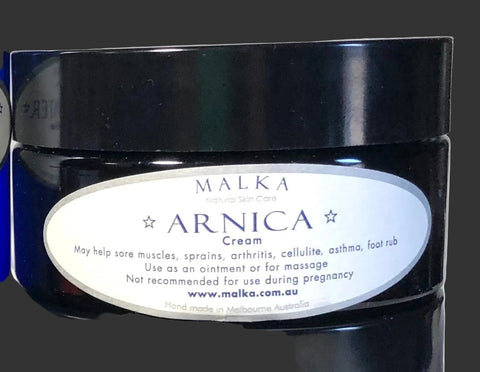 MALKA
Natural Skin Care
☆ ARNICA ☆
Cream
May help sore muscles, sprains, arthritis, cellulite, asthma, foot rub
Use as an ointment or for massage
Not recommended for use during pregnancy
www.malka.com.au
Hand made in Melbourne Australia